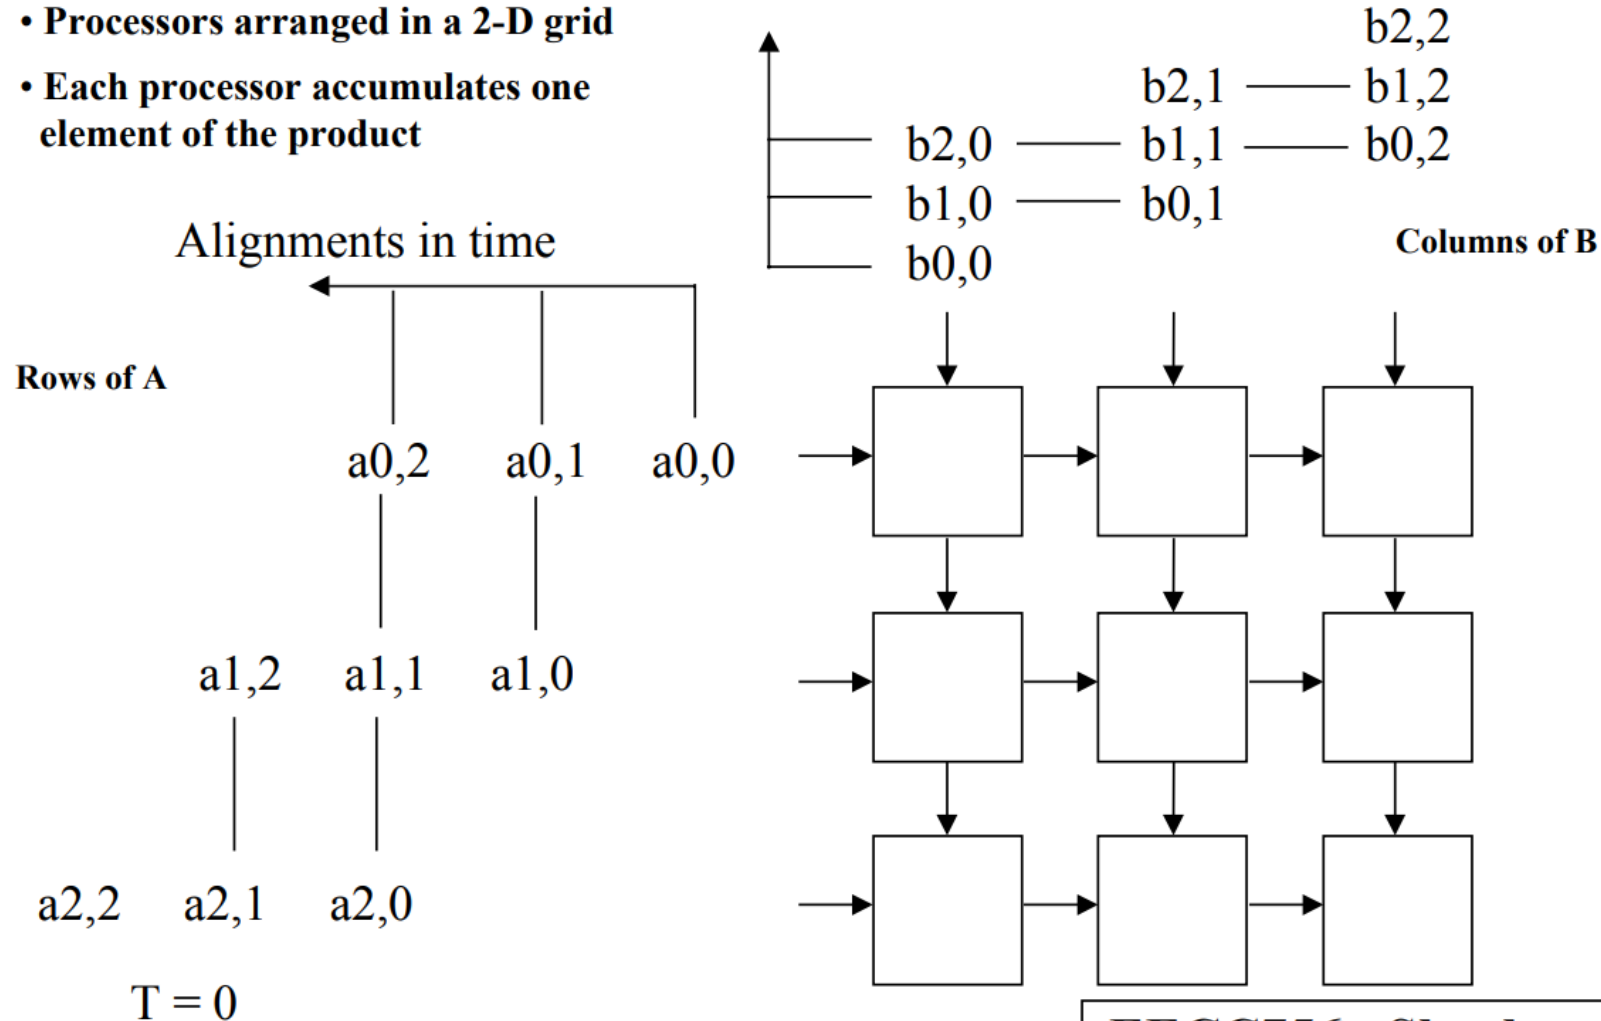 • Processors arranged in a 2-D grid
• Each processor accumulates one
element of the product
b2,2
b2,1 b1,2
b2,0 b1,1 b0,2
b1,0 b0,1
b0,0
Columns of B
Alignments in time
Rows of A
a0,2 a0,1 a0,0
a1,2 a1,1 a1,0
a2,2 a2,1 a2,0
T = 0